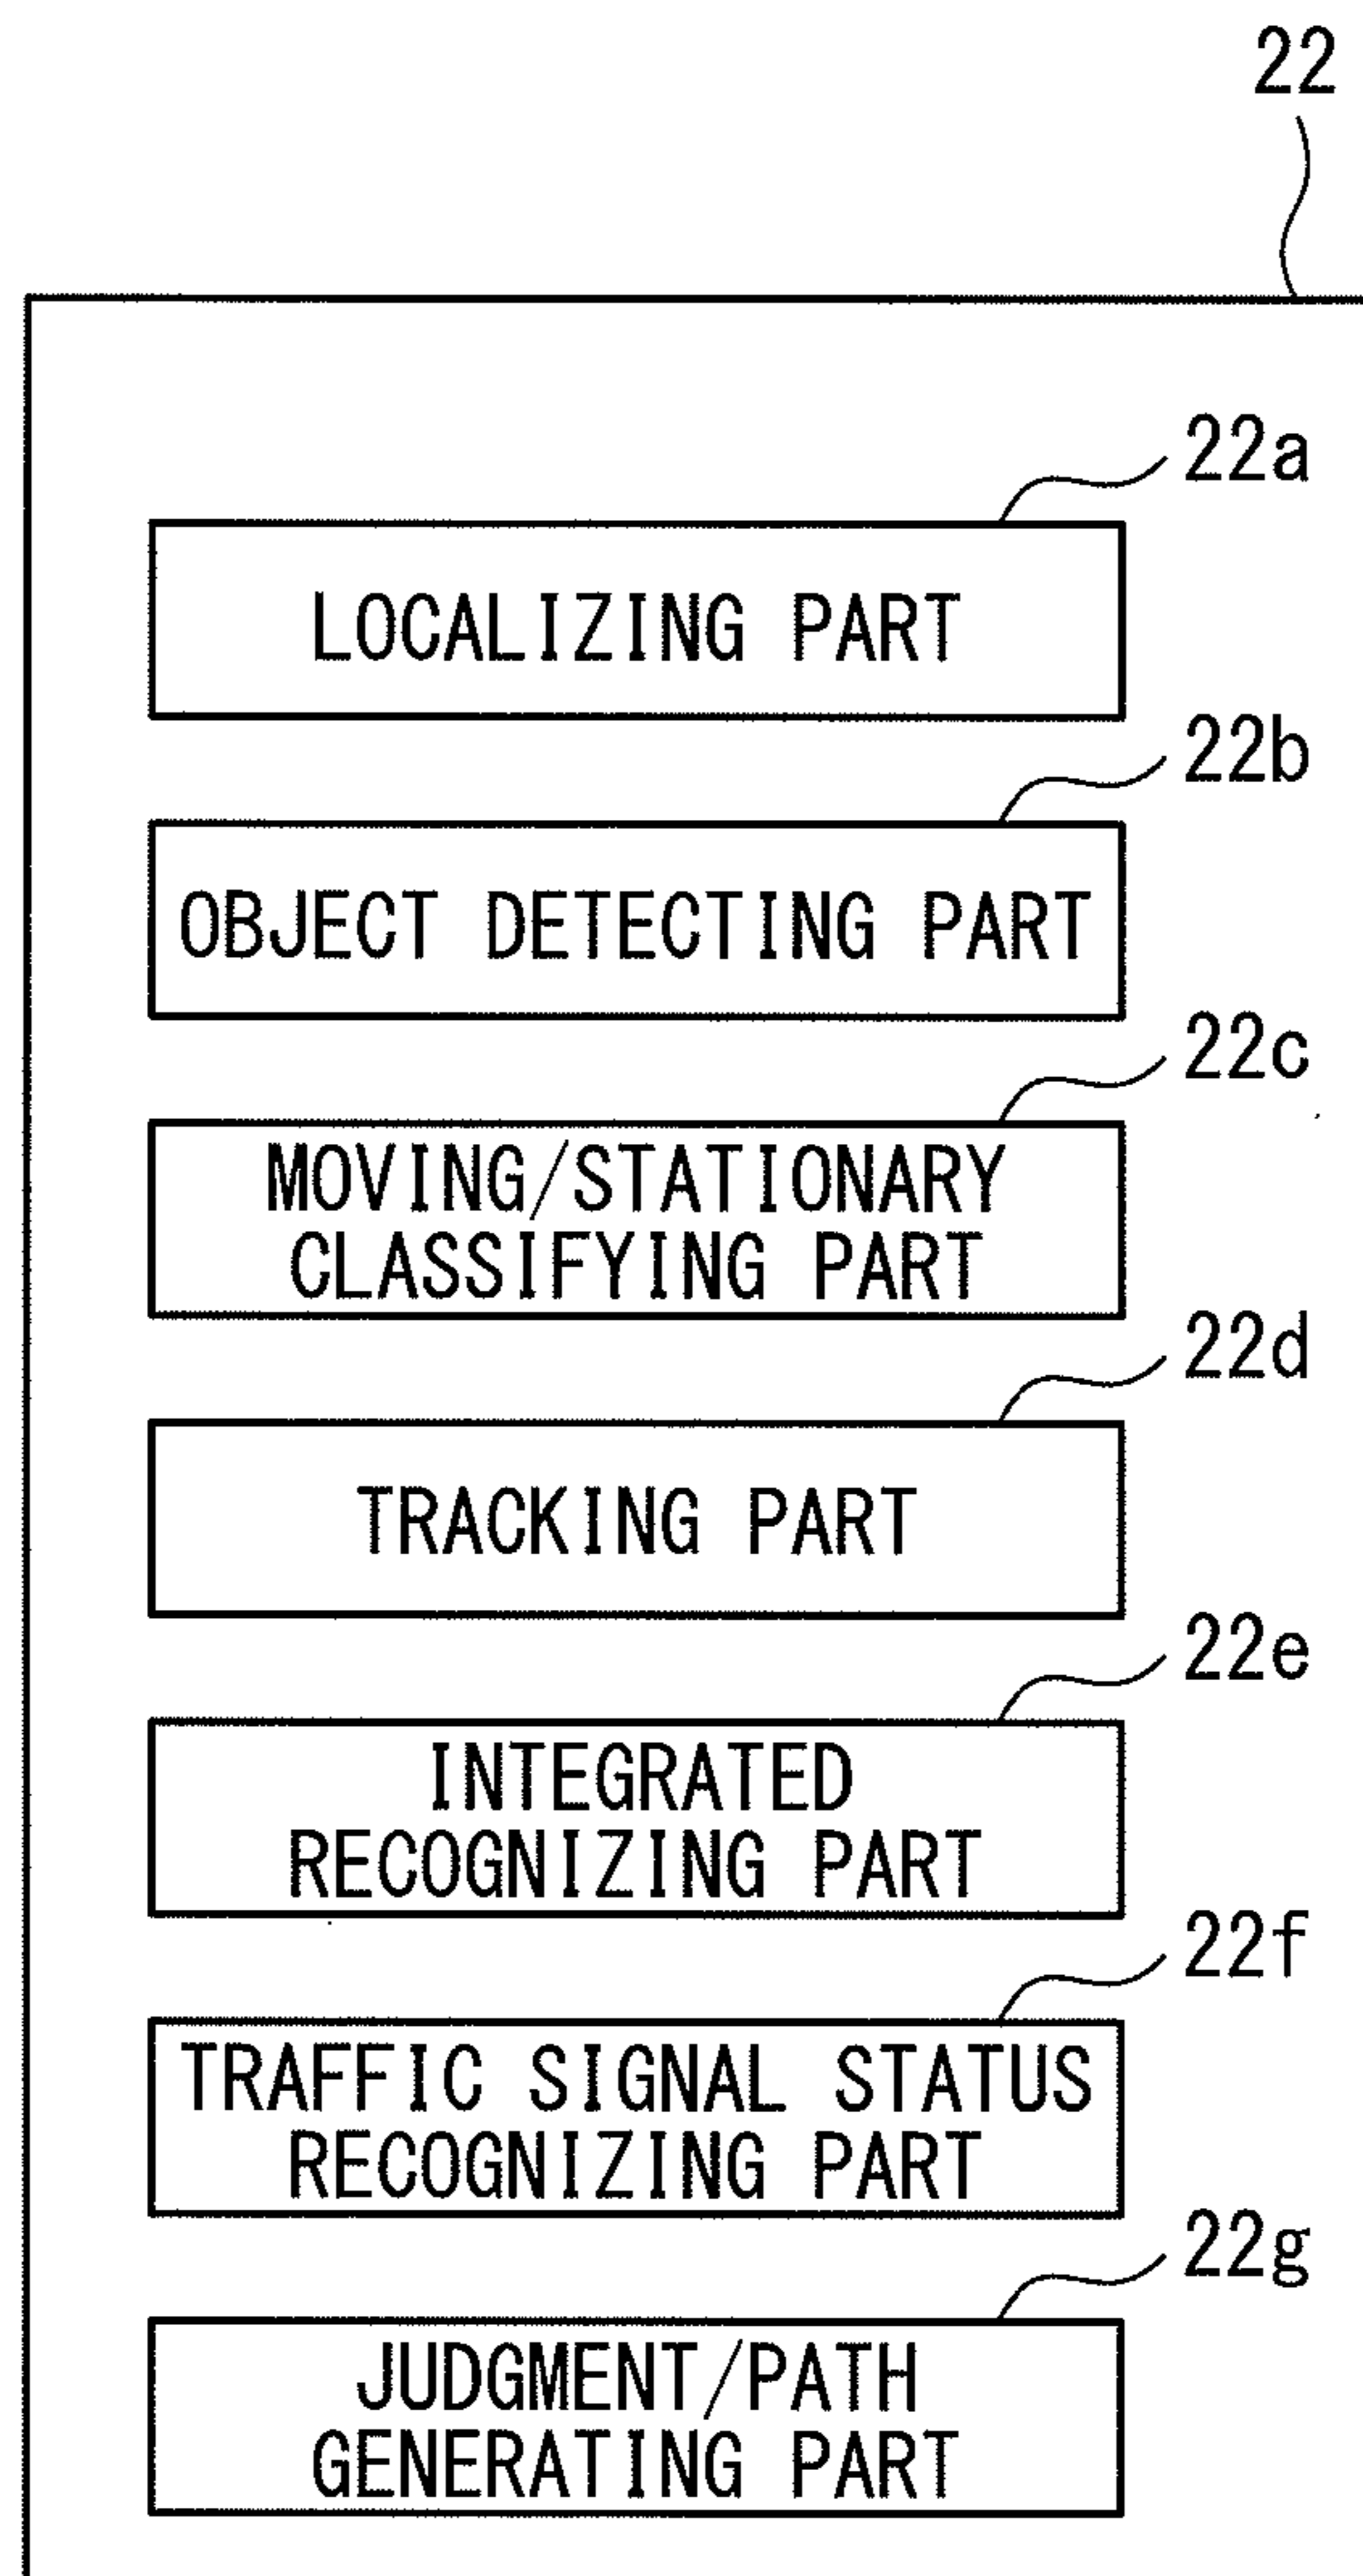 22
22a
LOCALIZING PART
22b
OBJECT DETECTING PART
22c
MOVING/STATIONARY
CLASSIFYING PART
22d
TRACKING PART
22e
INTEGRATED
RECOGNIZING PART
22f
TRAFFIC SIGNAL STATUS
RECOGNIZING PART
22g
JUDGMENT/PATH
GENERATING PART